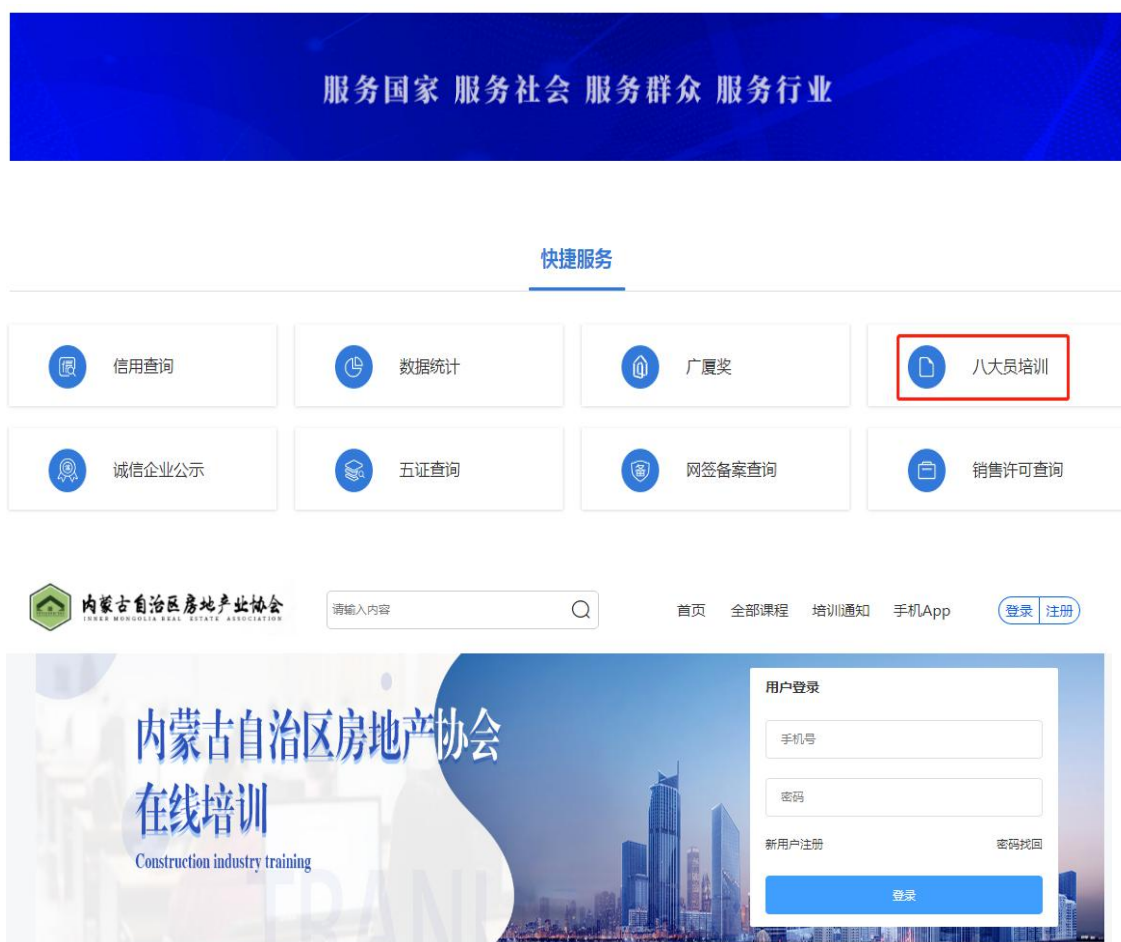 服务国家 服务社会 服务群众 服务行业
快捷服务
信用查询
数据统计
广厦奖
八大员培训
诚信企业公示
五证查询
网签备案查询
销售许可查询
内蒙古自治区房地产业协会
INNER MONGOLIA REAL ESTATE ASSOCIATION
请输入内容
首页 全部课程 培训通知 手机App 登录 注册
内蒙古自治区房地产协会
在线培训
Construction industry training
TRANI
用户登录
手机号
密码
新用户注册 密码找回
登录